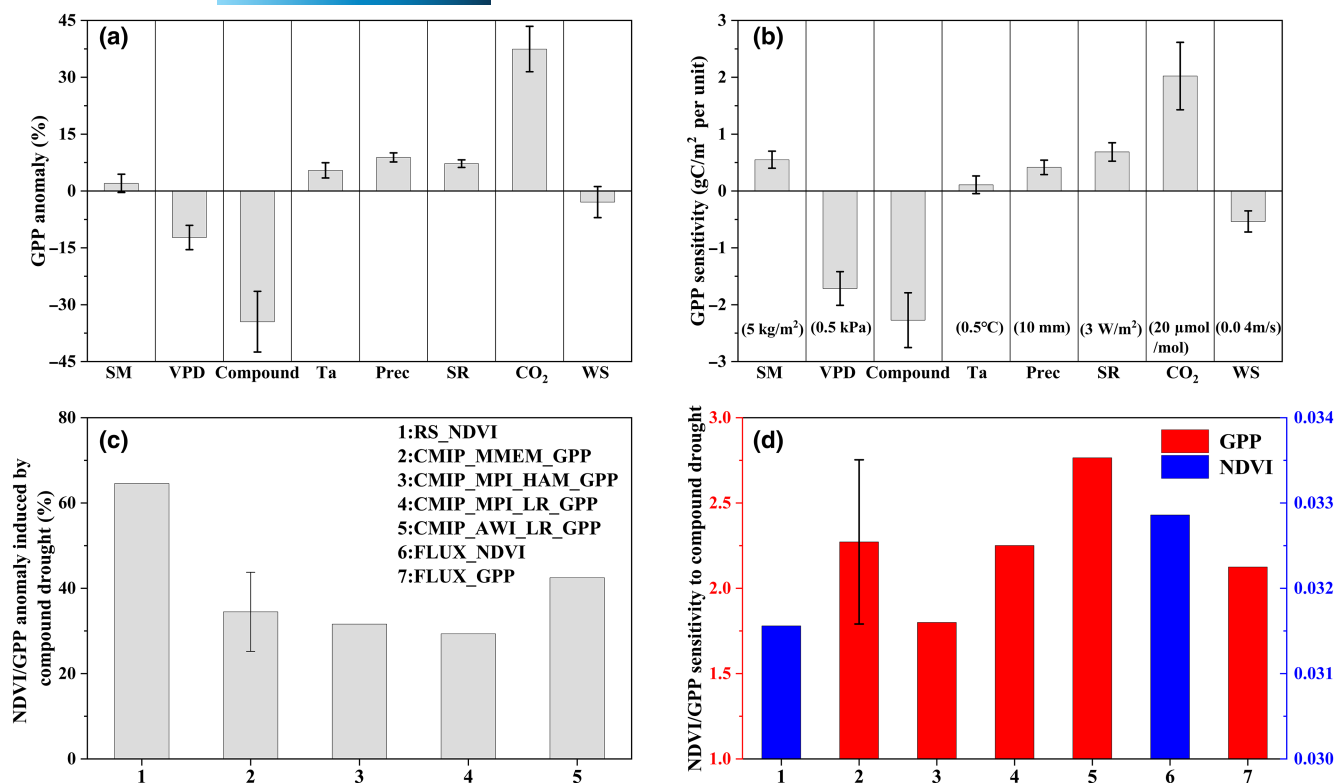 (a)
GPP anomaly (%)
45
30
15
0
−15
−30
−45
SM VPD Compound Ta Prec SR CO₂ WS
(b)
GPP sensitivity (gC/m² per unit)
3
2
1
0
−1
−2
−3
(5 kg/m²) (0.5 kPa) (0.5°C) (10 mm) (3 W/m²) (20 µmol (0.0 4m/s)
/mol)
SM VPD Compound Ta Prec SR CO₂ WS
(c)
NDVI/GPP anomaly induced by
compound drought (%)
80
60
40
20
0
1:RS_NDVI
2:CMIP_MMEM_GPP
3:CMIP_MPI_HAM_GPP
4:CMIP_MPI_LR_GPP
5:CMIP_AWI_LR_GPP
6:FLUX_NDVI
7:FLUX_GPP
1 2 3 4 5
(d)
NDVI/GPP sensitivity to compound drought
3.0
2.5
2.0
1.5
1.0
GPP
NDVI
0.034
0.033
0.032
0.031
0.030
1 2 3 4 5 6 7